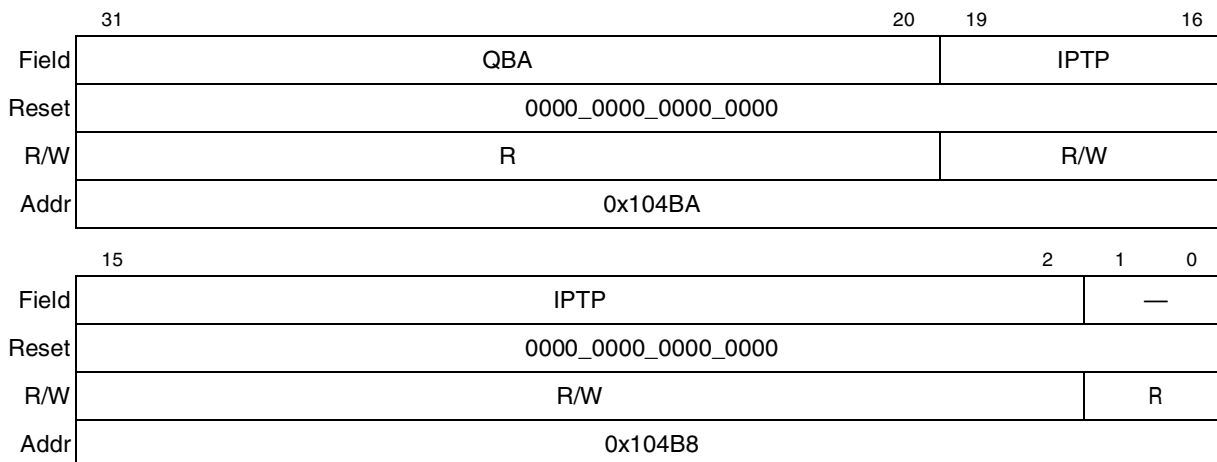 31 20 19 16
Field QBA IPTP
Reset 0000_0000_0000_0000
R/W R R/W
Addr 0x104BA
15 2 1 0
Field IPTP —
Reset 0000_0000_0000_0000
R/W R/W R
Addr 0x104B8